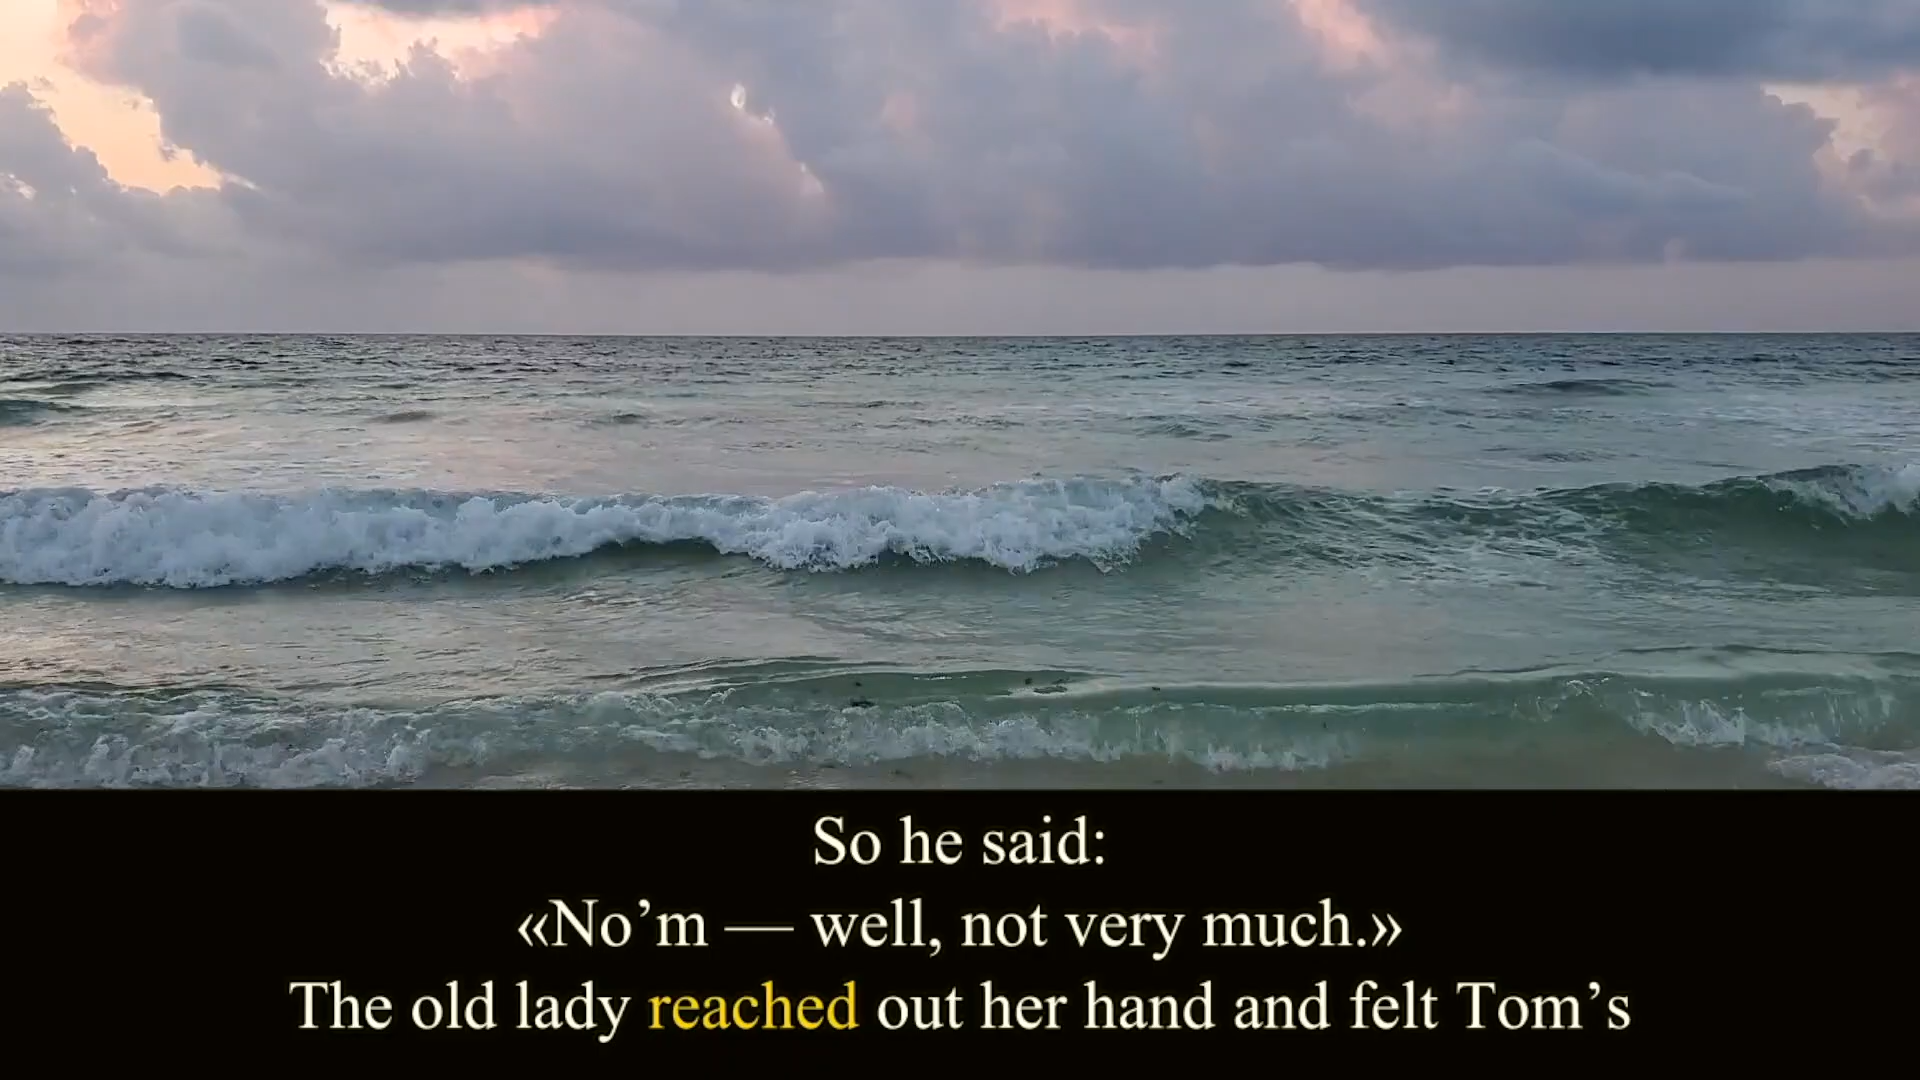 So he said:
«No’m — well, not very much.»
The old lady reached out her hand and felt Tom’s